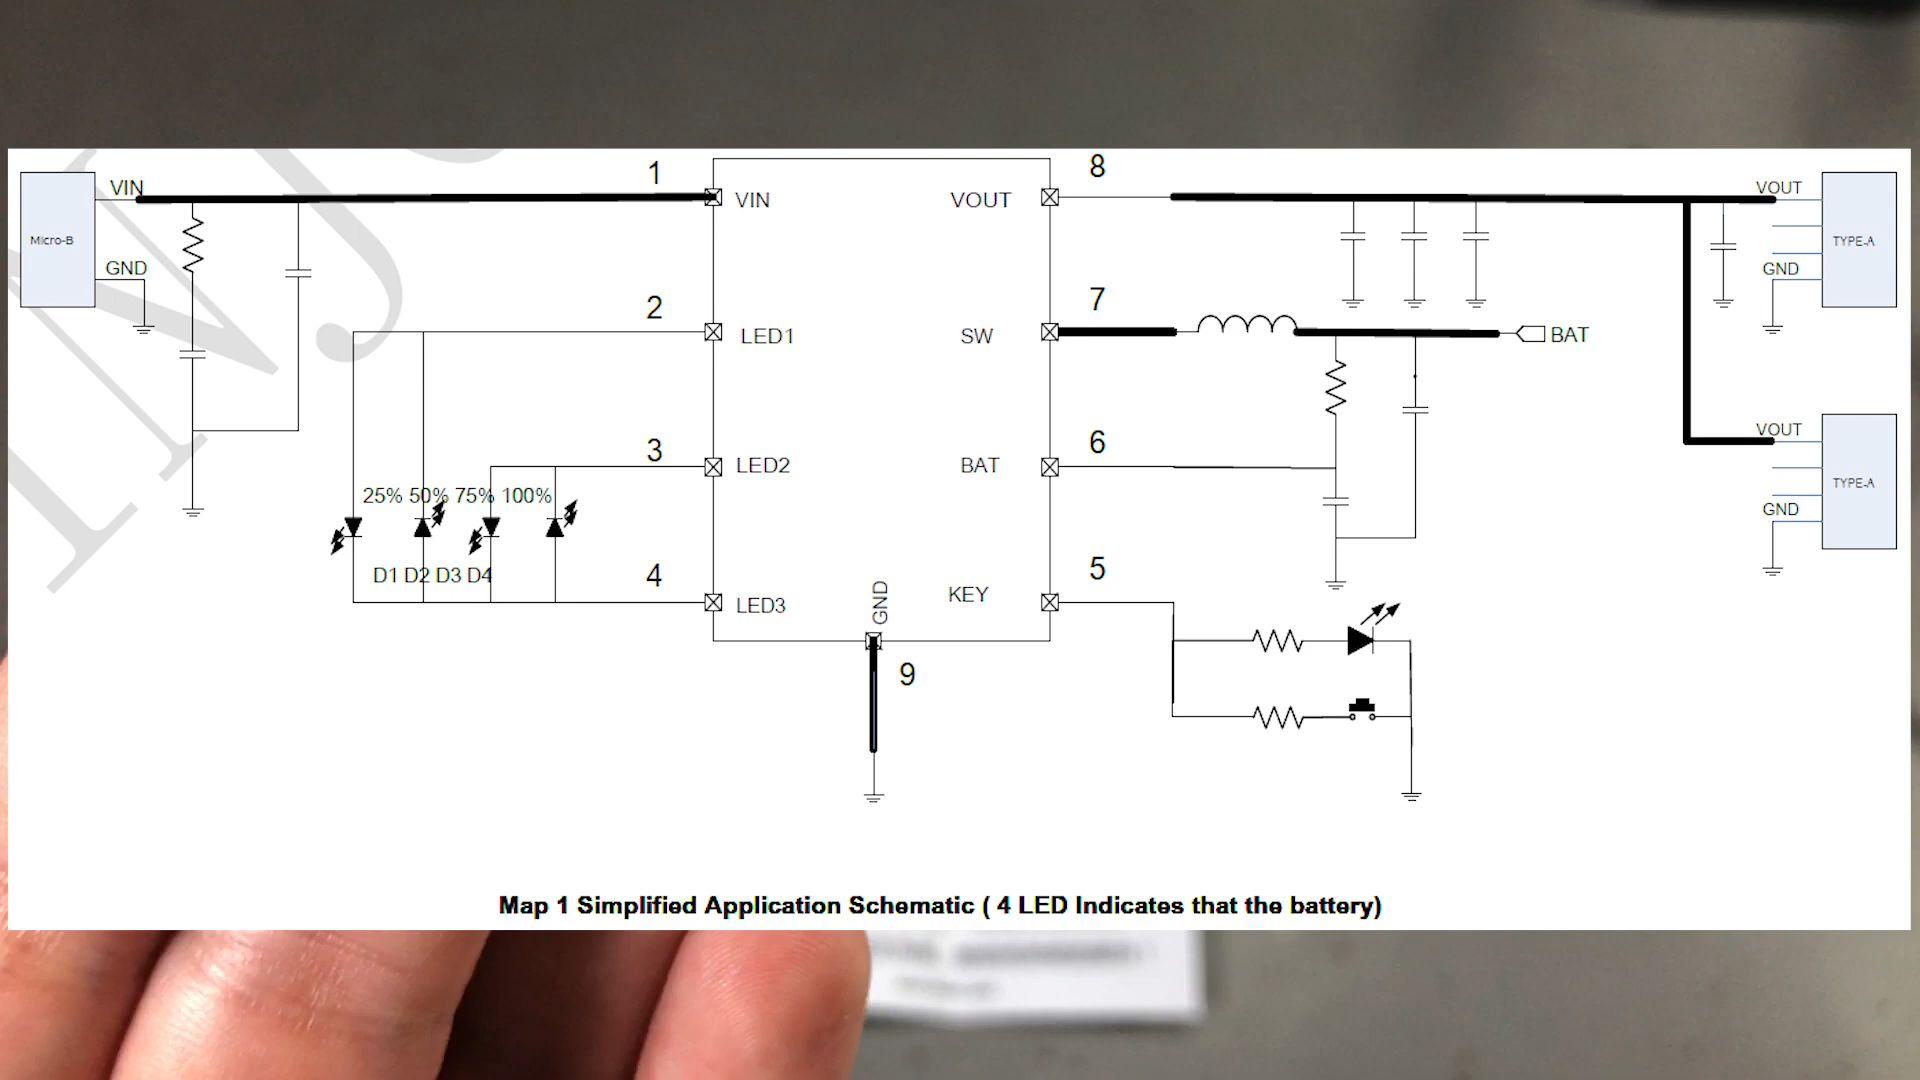 INJO
Micro-B
VIN
GND
1
VIN
2
LED1
3
LED2
4
LED3
25% 50% 75% 100%
D1 D2 D3 D4
GND
9
8
VOUT
7
SW
6
BAT
5
KEY
BAT
VOUT
TYPE-A
GND
VOUT
TYPE-A
GND
Map 1 Simplified Application Schematic ( 4 LED Indicates that the battery)